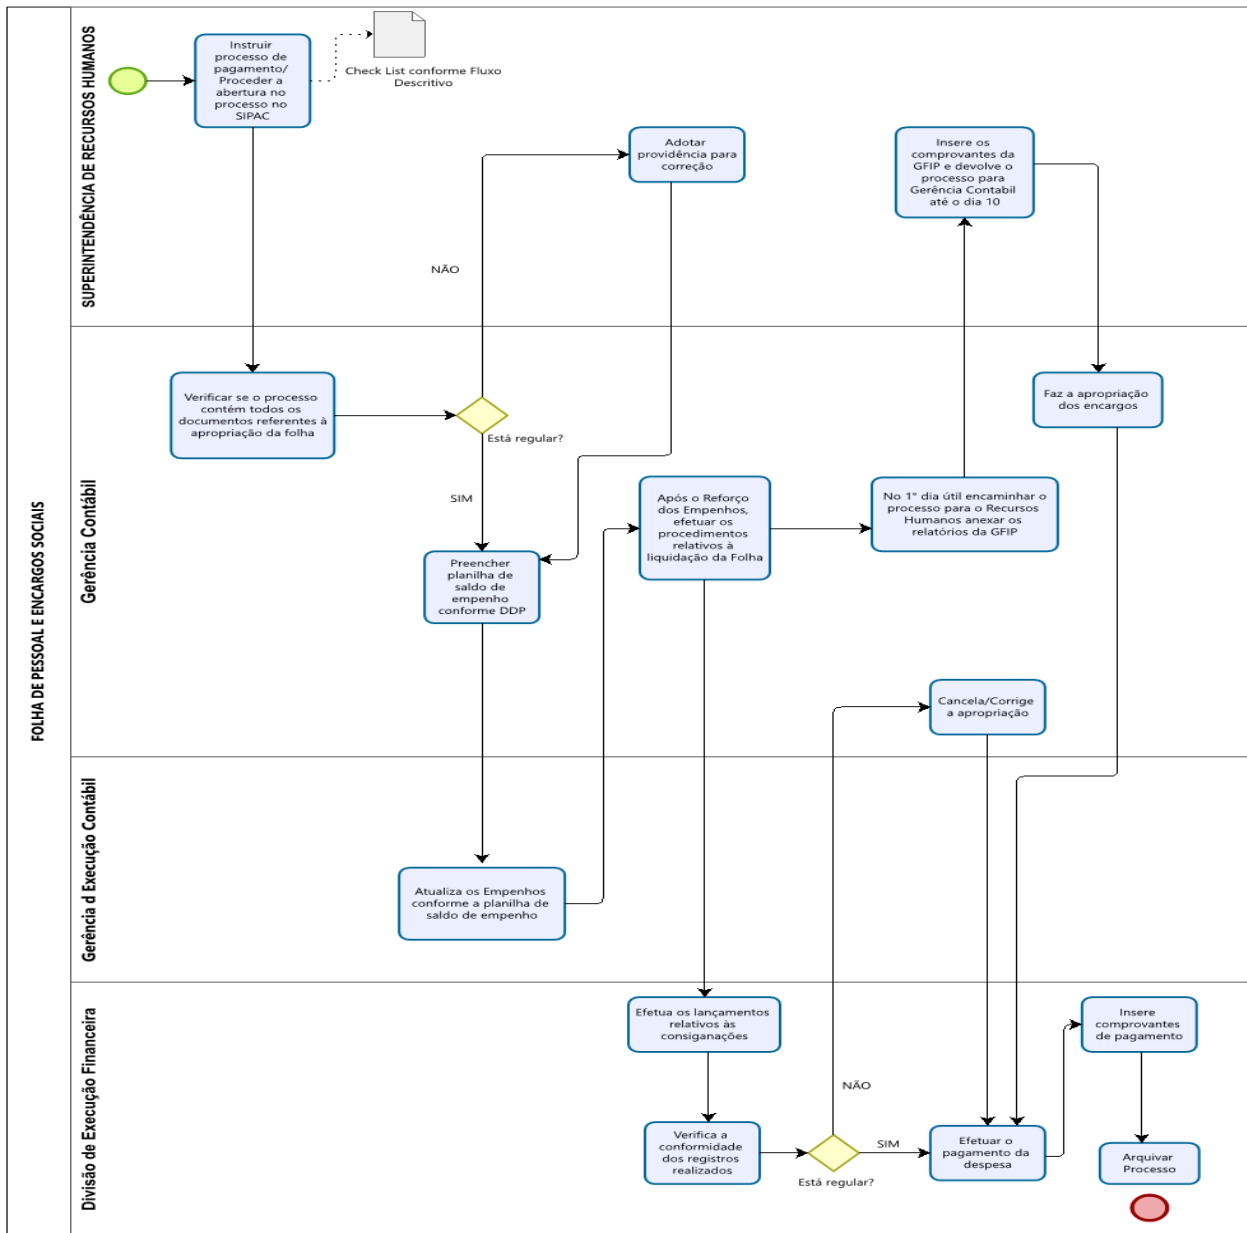 FOLHA DE PESSOAL E ENCARGOS SOCIAIS
SUPERINTENDÊNCIA DE RECURSOS HUMANOS
Instruir
processo de
pagamento/
Proceder a
abertura no
processo no
SIPAC
Check List conforme Fluxo
Descritivo
Adotar
providência para
correção
Insere os
comprovantes da
GFIP e devolve o
processo para
Gerência Contabil
até o dia 10
NÃO
Gerência Contábil
Verificar se o processo
contém todos os
documentos referentes à
apropriação da folha
Está regular?
SIM
Faz a apropriação
dos encargos
Após o Reforço
dos Empenhos,
efetuar os
procedimentos
relativos à
liquidação da Folha
No 1° dia útil encaminhar o
processo para o Recursos
Humanos anexar os
relatórios da GFIP
Preencher
planilha de
saldo de
empenho
conforme DDP
Cancela/Corrige
a apropriação
Gerência d Execução Contábil
Atualiza os Empenhos
conforme a planilha de
saldo de empenho
Divisão de Execução Financeira
Efetua os lançamentos
relativos às
consiganações
Insere
comprovantes
de pagamento
NÃO
Verifica a
conformidade
dos registros
realizados
Está regular?
SIM
Efetuar o
pagamento da
despesa
Arquivar
Processo